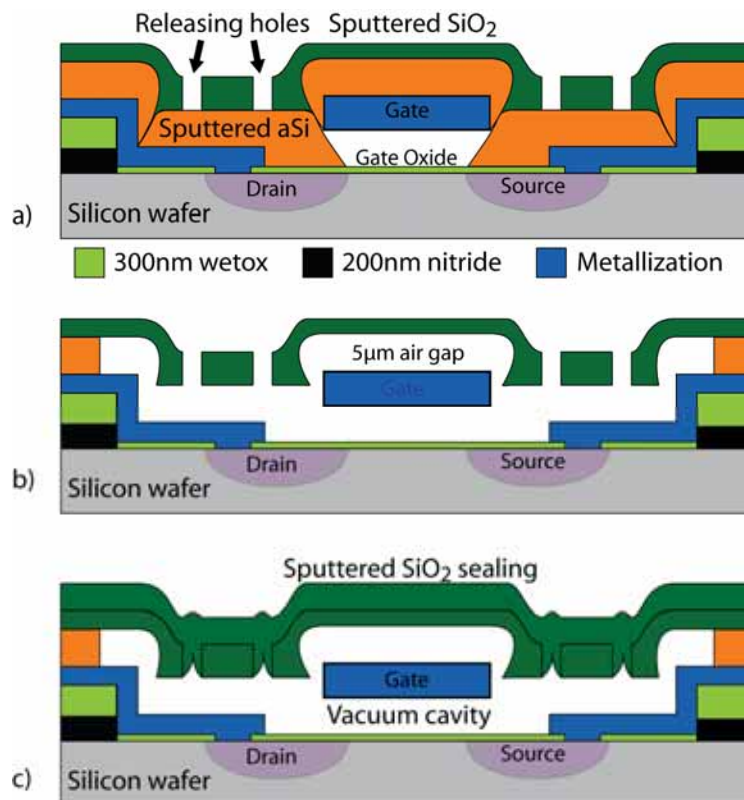 Releasing holes
Sputtered SiO₂
Gate
Sputtered aSi
Gate Oxide
Drain
Source
Silicon wafer
a)
300nm wetox
200nm nitride
Metallization
5µm air gap
Gate
Drain
Source
Silicon wafer
b)
Sputtered SiO₂ sealing
Gate
Vacuum cavity
Drain
Source
Silicon wafer
c)